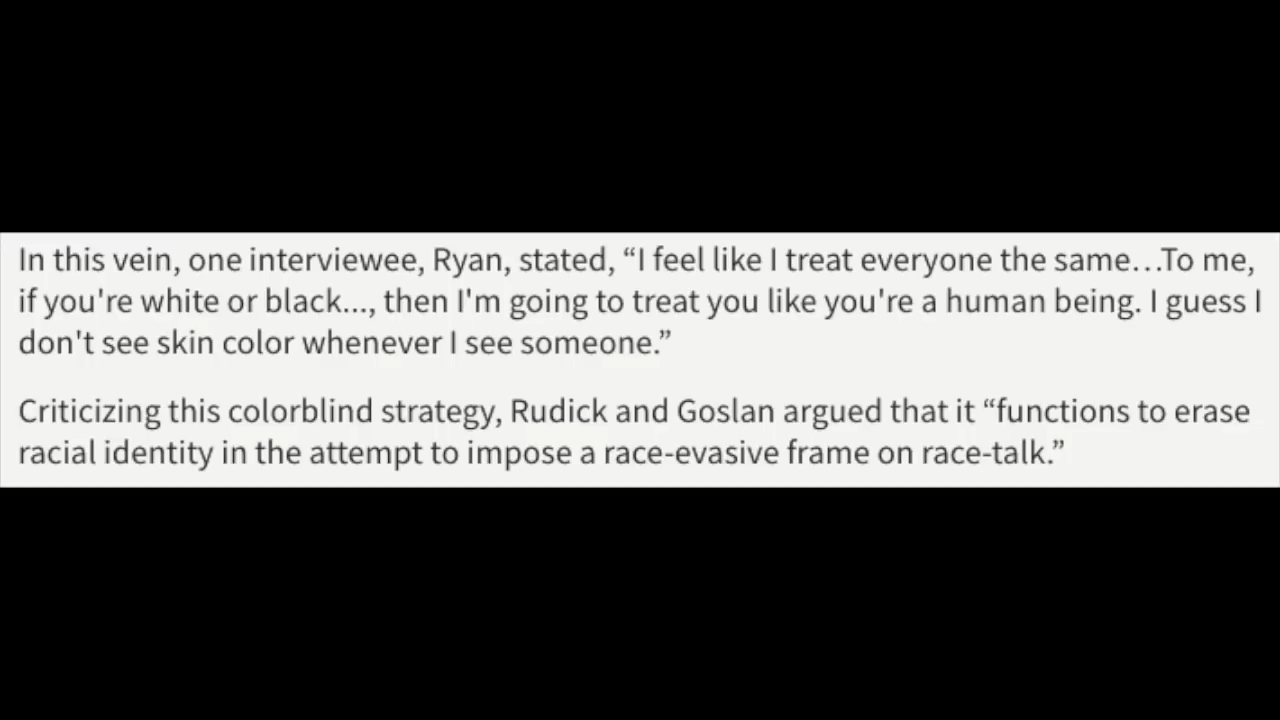 In this vein, one interviewee, Ryan, stated, “I feel like I treat everyone the same…To me,
if you're white or black..., then I'm going to treat you like you're a human being. I guess I
don't see skin color whenever I see someone.”
Criticizing this colorblind strategy, Rudick and Goslan argued that it “functions to erase
racial identity in the attempt to impose a race-evasive frame on race-talk.”